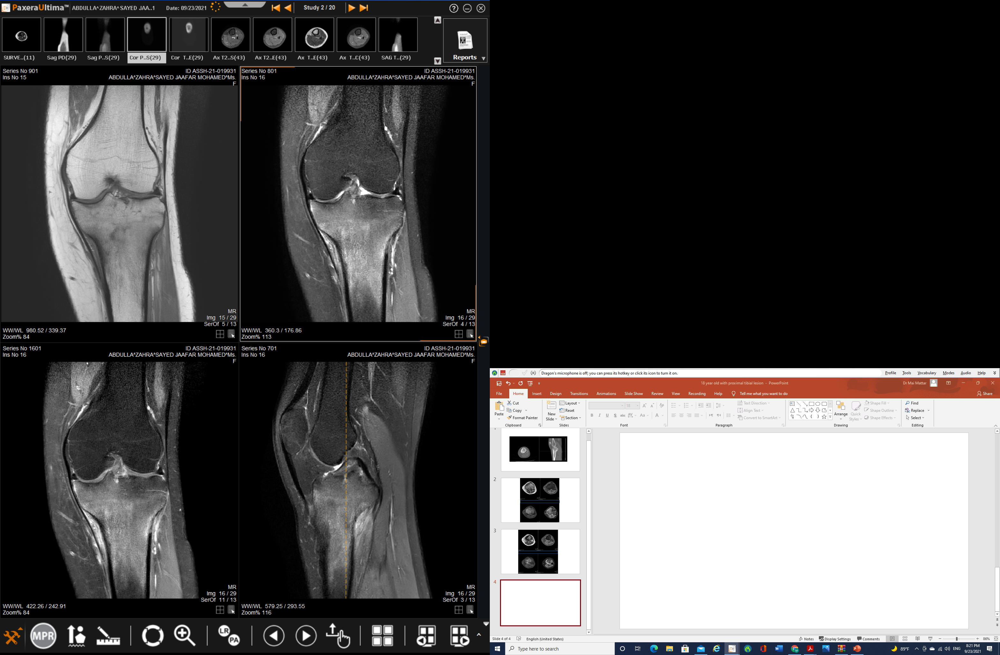 PaxeraUltima™ ABDULLA^ZAHRA^SAYED JAA..1 Date: 09/23/2021 Study 2 / 20
SURVE..(11) Sag PD(29) Sag P..S(29) Cor P..S(29) Cor T..E(29) Ax T2..S(43) Ax T2..E(43) Ax T..E(43) Ax T..C(43) SAG T..(29)
Reports
Series No 901
Ins No 15
ID ASSH-21-019931
ABDULLA^ZAHRA^SAYED JAAFAR MOHAMED^Ms.
F
MR
Img 15 / 29
SerOf 5 / 13
WW/WL 980.52 / 339.37
Zoom% 84
Series No 801
Ins No 16
ID ASSH-21-019931
ABDULLA^ZAHRA^SAYED JAAFAR MOHAMED^Ms.
F
MR
Img 16 / 29
SerOf 4 / 13
WW/WL 360.3 / 176.86
Zoom% 113
Series No 1601
Ins No 16
ID ASSH-21-019931
ABDULLA^ZAHRA^SAYED JAAFAR MOHAMED^Ms.
F
MR
Img 16 / 29
SerOf 11 / 13
WW/WL 422.26 / 242.91
Zoom% 84
Series No 701
Ins No 16
ID ASSH-21-019931
ABDULLA^ZAHRA^SAYED JAAFAR MOHAMED^Ms.
F
MR
Img 16 / 29
SerOf 3 / 13
WW/WL 579.25 / 293.55
Zoom% 116
MPR
LR
PA
Dragon's microphone is off; you can press its hotkey or click its icon to turn it on.
Profile Tools Vocabulary Modes Audio Help
18 year old with proximal tibial lesion - PowerPoint
Dr Mai Mattar
File Home Insert Design Transitions Animations Slide Show Review View Recording Help Tell me what you want to do
Share
Paste
Cut
Copy
Format Painter
Clipboard
New
Slide
Layout
Reset
Section
Slides
18
B I U S abc AV Aa A
Font
Text Direction
Align Text
Convert to SmartArt
Paragraph
Arrange
Quick
Styles
Shape Fill
Shape Outline
Shape Effects
Drawing
Find
Replace
Select
Editing
2
3
4
Slide 4 of 4 English (United States)
Notes Display Settings Comments
86%
Type here to search
89°F
ENG
8:21 PM
9/23/2021